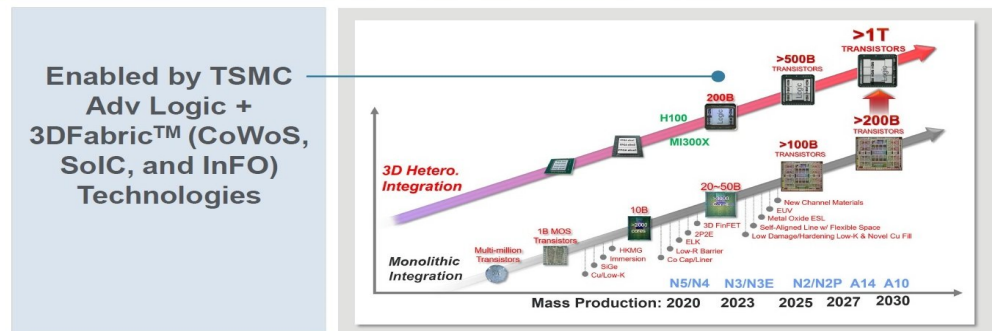 Enabled by TSMC
Adv Logic +
3DFabric™ (CoWoS,
SoIC, and InFO)
Technologies
>1T
TRANSISTORS
>500B
TRANSISTORS
200B
H100
MI300X
Logic
Logic
>200B
TRANSISTORS
>100B
TRANSISTORS
3D Hetero.
Integration
20~50B
10B
1B MOS
Transistors
Multi-million
Transistors
Monolithic
Integration
New Channel Materials
EUV
Metal Oxide ESL
Self-Aligned Line w/ Flexible Space
Low Damage/Hardening Low-K & Novel Cu Fill
3D FinFET
2P2E
ELK
Low-R Barrier
Co Cap/Liner
HKMG
Immersion
SiGe
Cu/Low-K
N5/N4 N3/N3E N2/N2P A14 A10
Mass Production: 2020 2023 2025 2027 2030